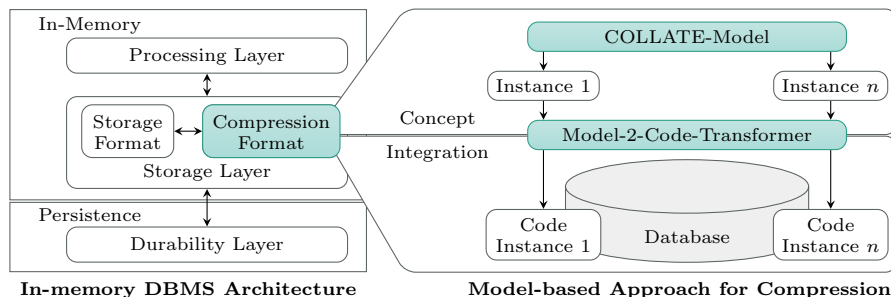 In-Memory
Processing Layer
Storage
Format
Compression
Format
Storage Layer
Persistence
Durability Layer
In-memory DBMS Architecture
COLLATE-Model
Instance 1
Instance n
Concept
Model-2-Code-Transformer
Integration
Code
Instance 1
Database
Code
Instance n
Model-based Approach for Compression